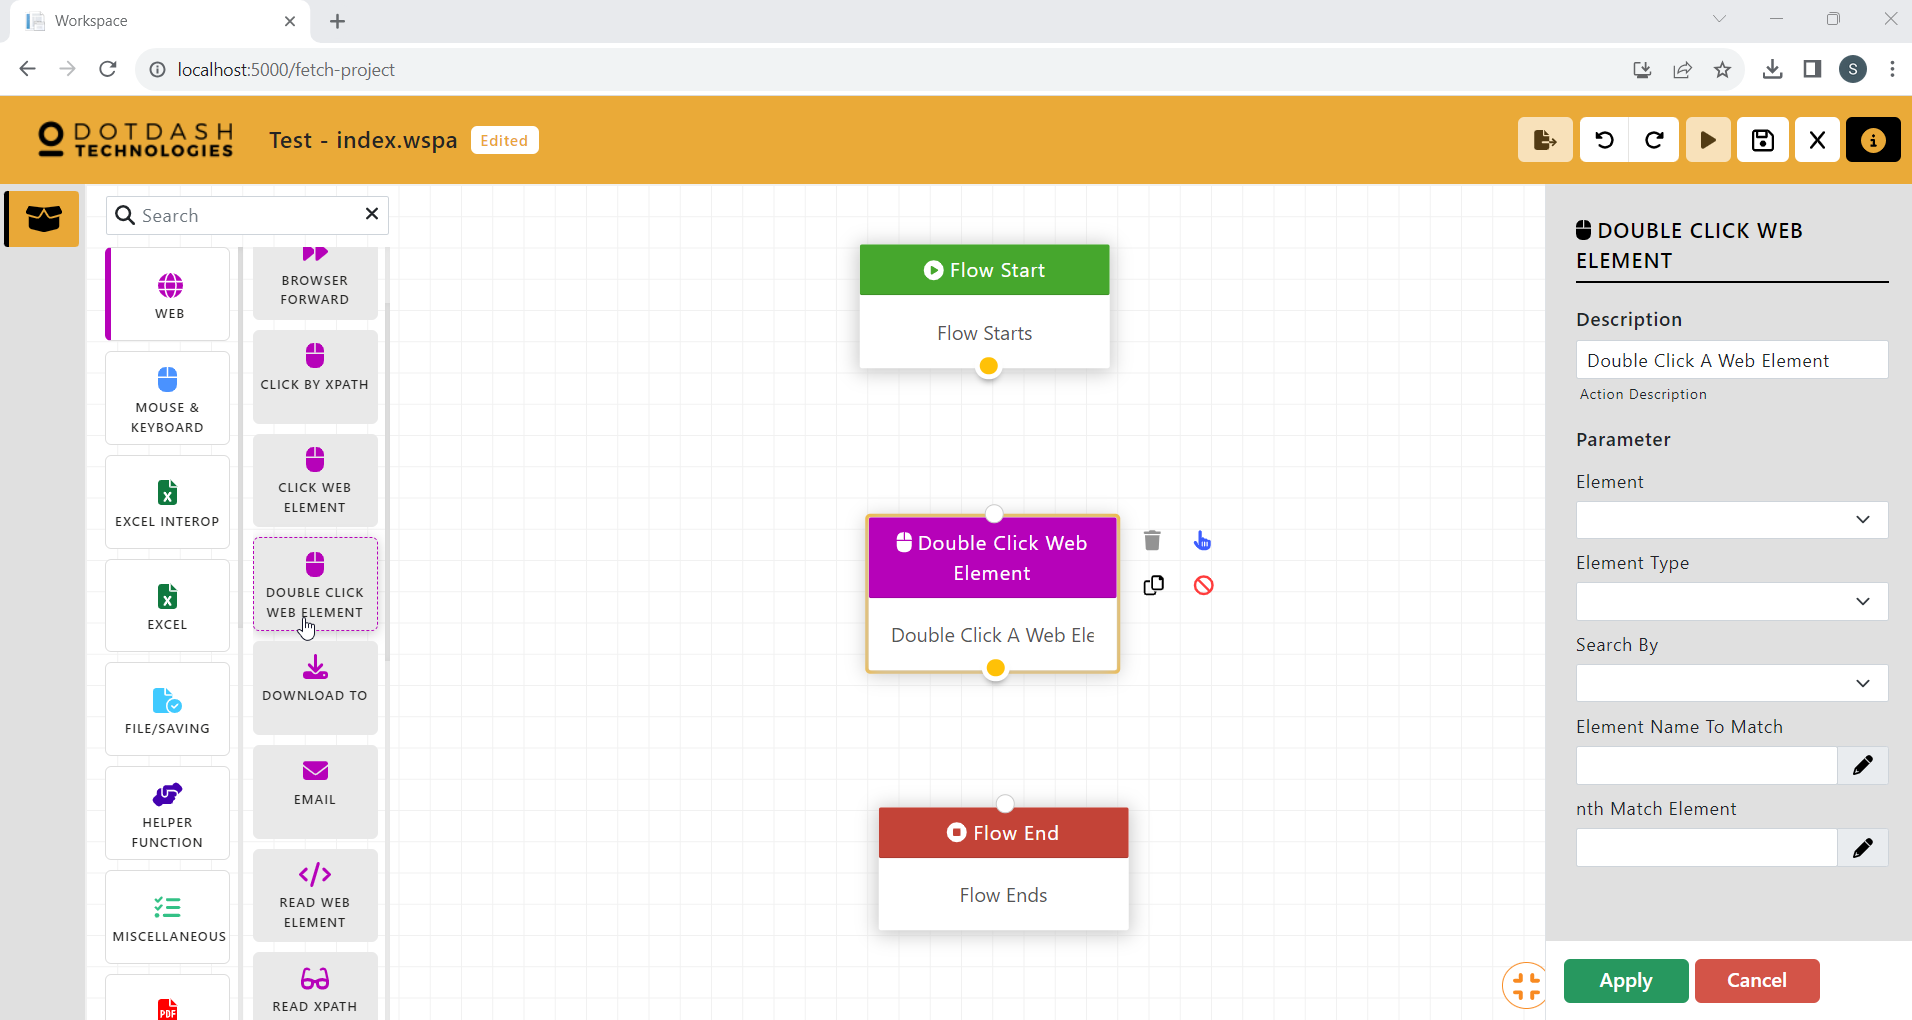 Workspace
localhost:5000/fetch-project
S
DOTDASH
TECHNOLOGIES
Test - index.wspa
Edited
Search
WEB
MOUSE &
KEYBOARD
EXCEL INTEROP
EXCEL
FILE/SAVING
HELPER
FUNCTION
MISCELLANEOUS
PDF
BROWSER
FORWARD
CLICK BY XPATH
CLICK WEB
ELEMENT
DOUBLE CLICK
WEB ELEMENT
DOWNLOAD TO
EMAIL
READ WEB
ELEMENT
READ XPATH
Flow Start
Flow Starts
Double Click Web
Element
Double Click A Web Ele
Flow End
Flow Ends
DOUBLE CLICK WEB
ELEMENT
Description
Double Click A Web Element
Action Description
Parameter
Element
Element Type
Search By
Element Name To Match
nth Match Element
Apply
Cancel